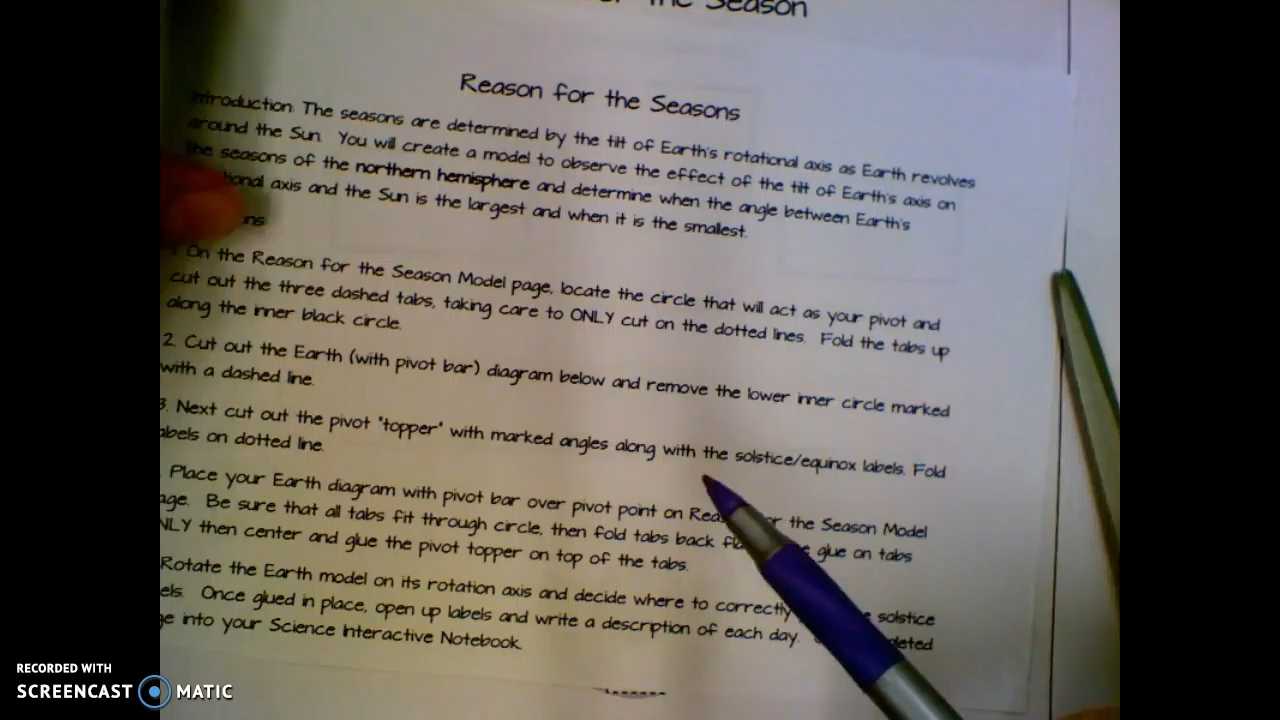 the Season
Reason for the Seasons
Introduction: The seasons are determined by the tilt of Earth's rotational axis as Earth revolves
around the Sun. You will create a model to observe the effect of the tilt of Earth's axis on
the seasons of the northern hemisphere and determine when the angle between Earth's
axis and the Sun is the largest and when it is the smallest.
1. On the Reason for the Season Model page, locate the circle that will act as your pivot and
cut out the three dashed tabs, taking care to ONLY cut on the dotted lines. Fold the tabs up
along the inner black circle.
2. Cut out the Earth (with pivot bar) diagram below and remove the lower inner circle marked
with a dashed line.
3. Next cut out the pivot "topper" with marked angles along with the solstice/equinox labels. Fold
labels on dotted line.
Place your Earth diagram with pivot bar over pivot point on the Season Model
Be sure that all tabs fit through circle, then fold tabs back glue on tabs
then center and glue the pivot topper on top of the tabs.
Rotate the Earth model on its rotation axis and decide where to correctly solstice
Once glued in place, open up labels and write a description of each day.
into your Science Interactive Notebook.
RECORDED WITH
SCREENCAST MATIC